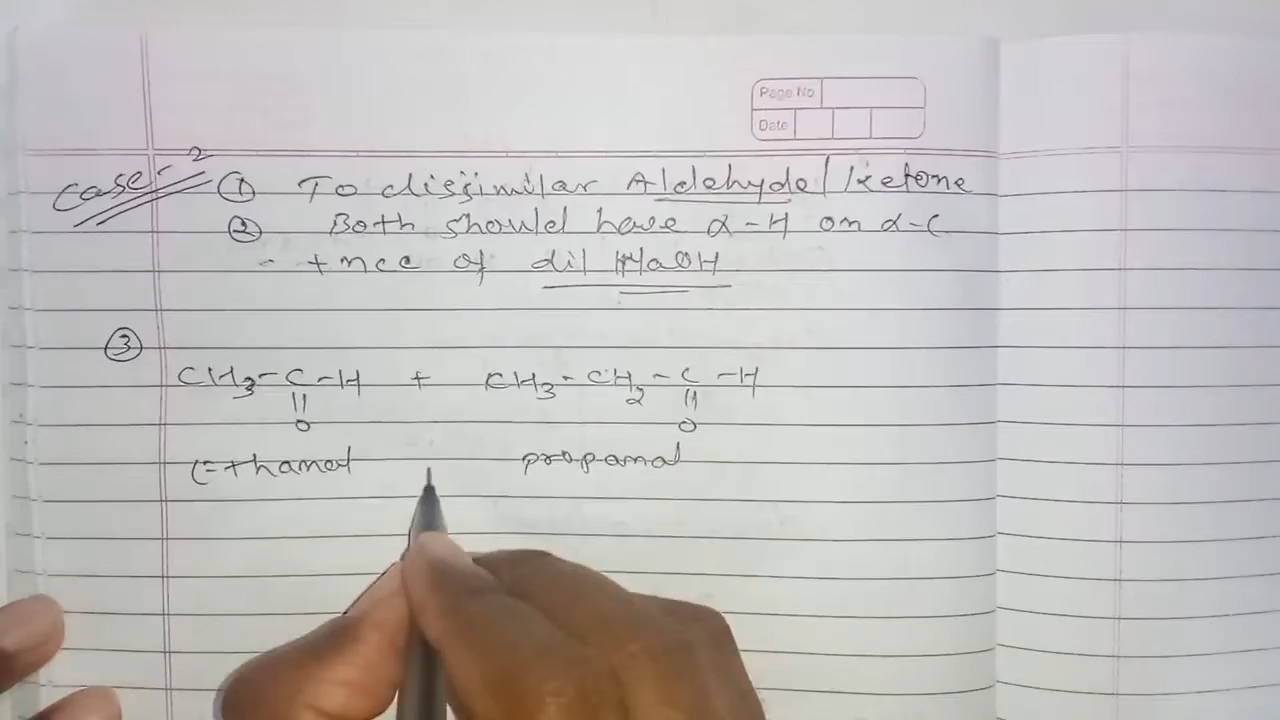 Page No
Date
Case-2 ① To dissimilar Aldehyde/Ketone
② Both should have α-H on α-C
- +nce of dil NaOH
③
CH3-C-H + CH3-CH2-C-H
|| ||
O O
Ethanal propanal